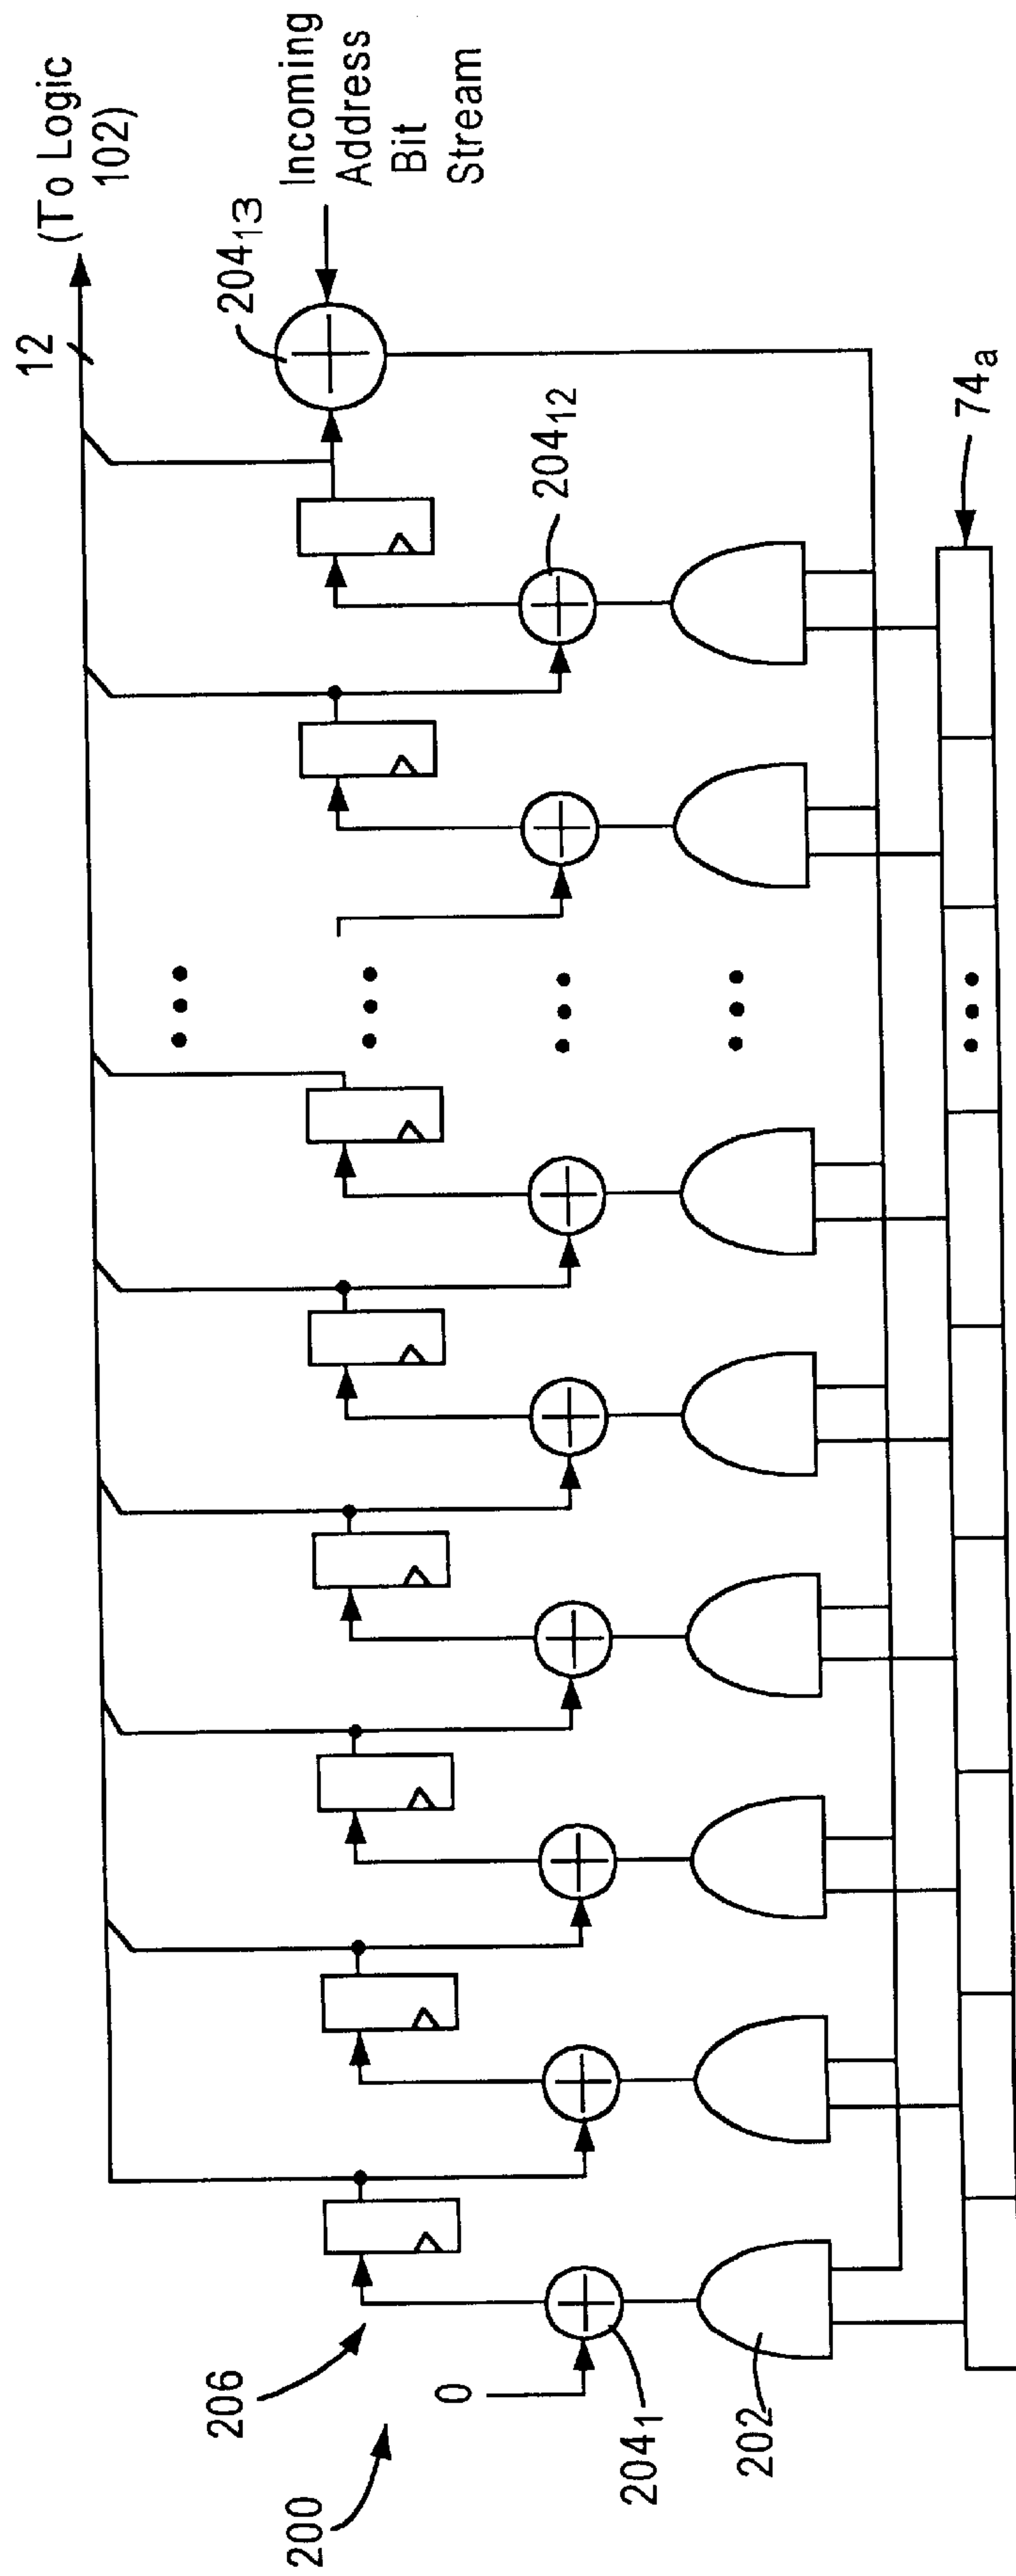 12
(To Logic
102)
204₁₃
Incoming
Address
Bit
Stream
204₁₂
74ₐ
206
200
0
204₁
202